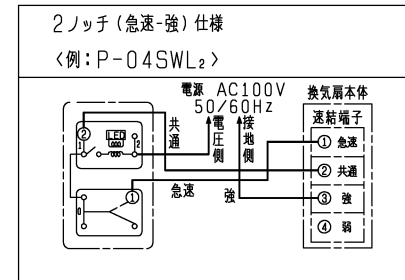 2ノッチ(急速-強)仕様
〈例:P-04SWL₂〉
電源 AC100V
50/60Hz
換気扇本体
速結端子
共通
電圧側
接地側
急速
強
② LED
1
2
①
0
① 急速
② 共通
③ 強
④ 弱